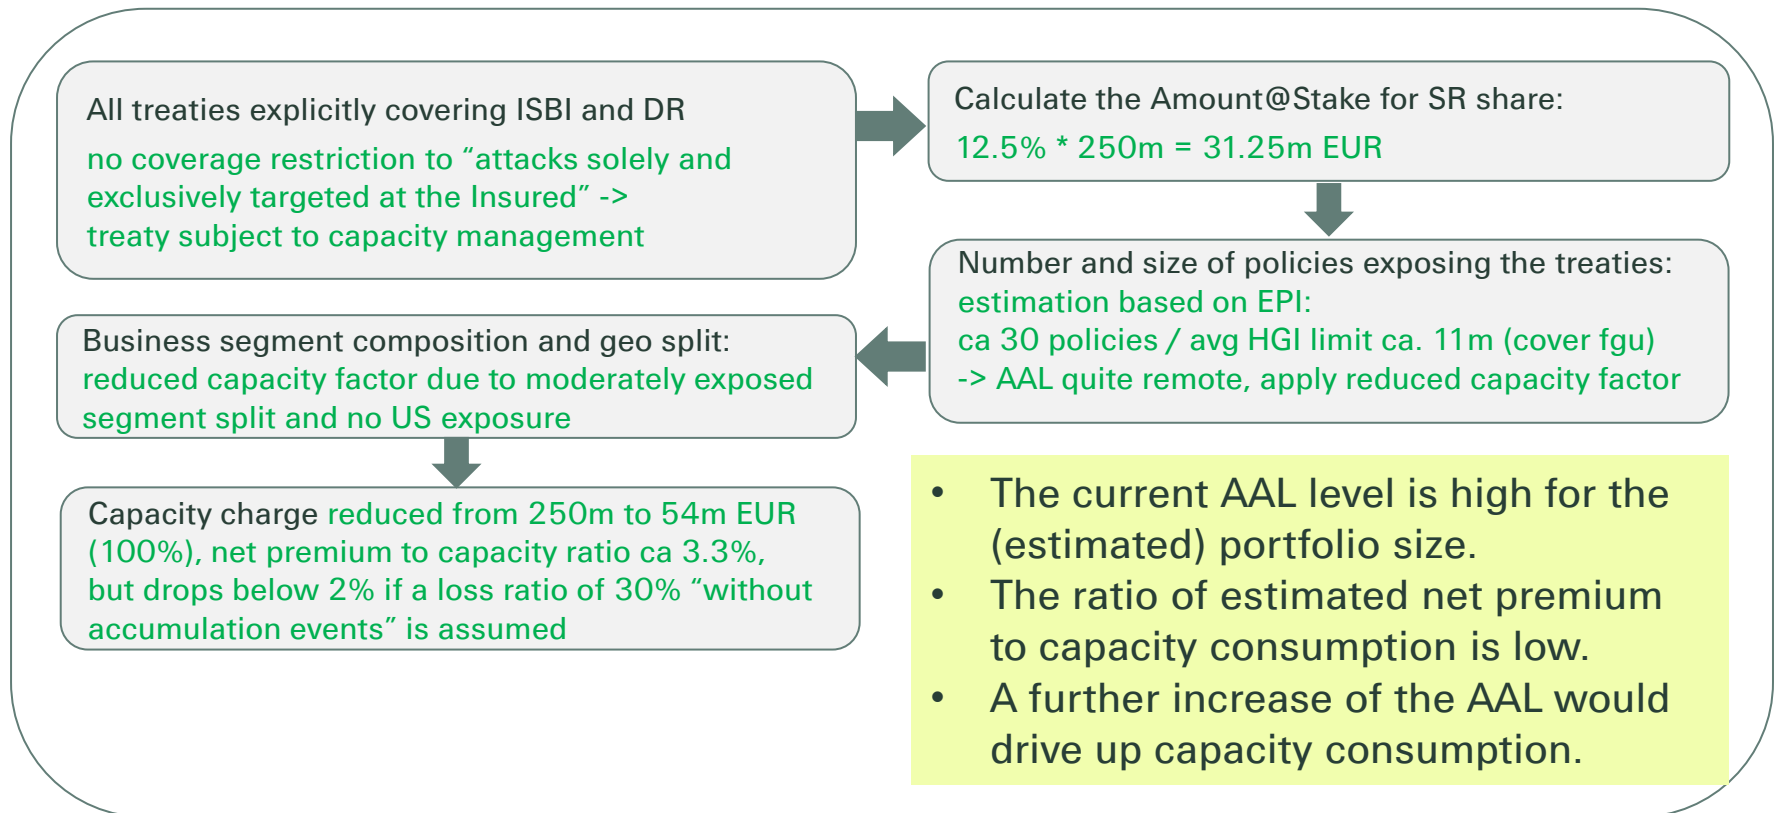 All treaties explicitly covering ISBI and DR
no coverage restriction to “attacks solely and
exclusively targeted at the Insured” ->
treaty subject to capacity management
Calculate the Amount@Stake for SR share:
12.5% * 250m = 31.25m EUR
Number and size of policies exposing the treaties:
estimation based on EPI:
ca 30 policies / avg HGI limit ca. 11m (cover fgu)
-> AAL quite remote, apply reduced capacity factor
Business segment composition and geo split:
reduced capacity factor due to moderately exposed
segment split and no US exposure
Capacity charge reduced from 250m to 54m EUR
(100%), net premium to capacity ratio ca 3.3%,
but drops below 2% if a loss ratio of 30% “without
accumulation events” is assumed
• The current AAL level is high for the
(estimated) portfolio size.
• The ratio of estimated net premium
to capacity consumption is low.
• A further increase of the AAL would
drive up capacity consumption.